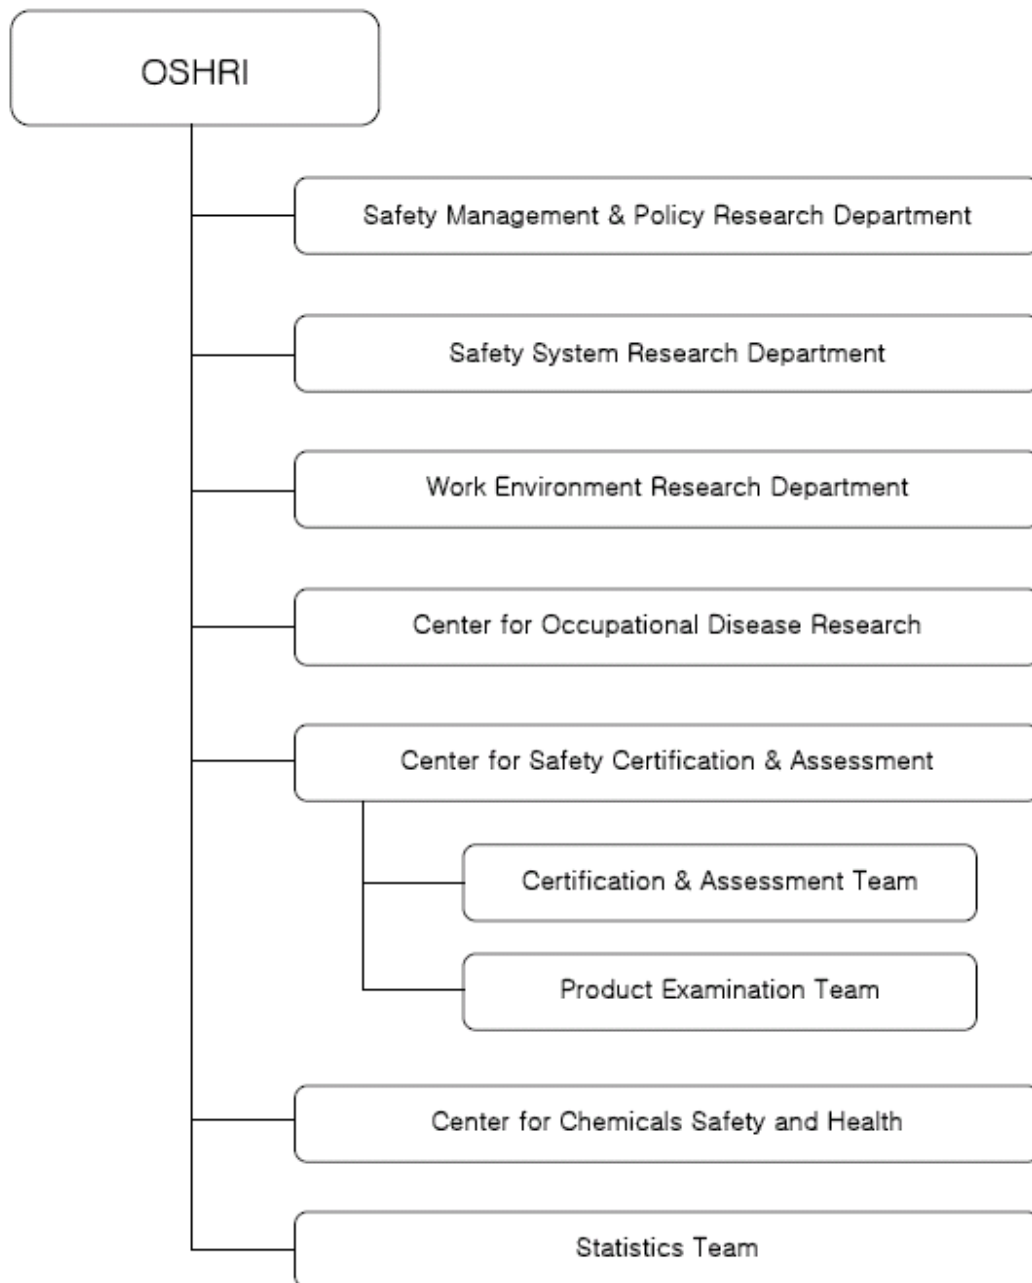 OSHRI
Safety Management & Policy Research Department
Safety System Research Department
Work Environment Research Department
Center for Occupational Disease Research
Center for Safety Certification & Assessment
Certification & Assessment Team
Product Examination Team
Center for Chemicals Safety and Health
Statistics Team